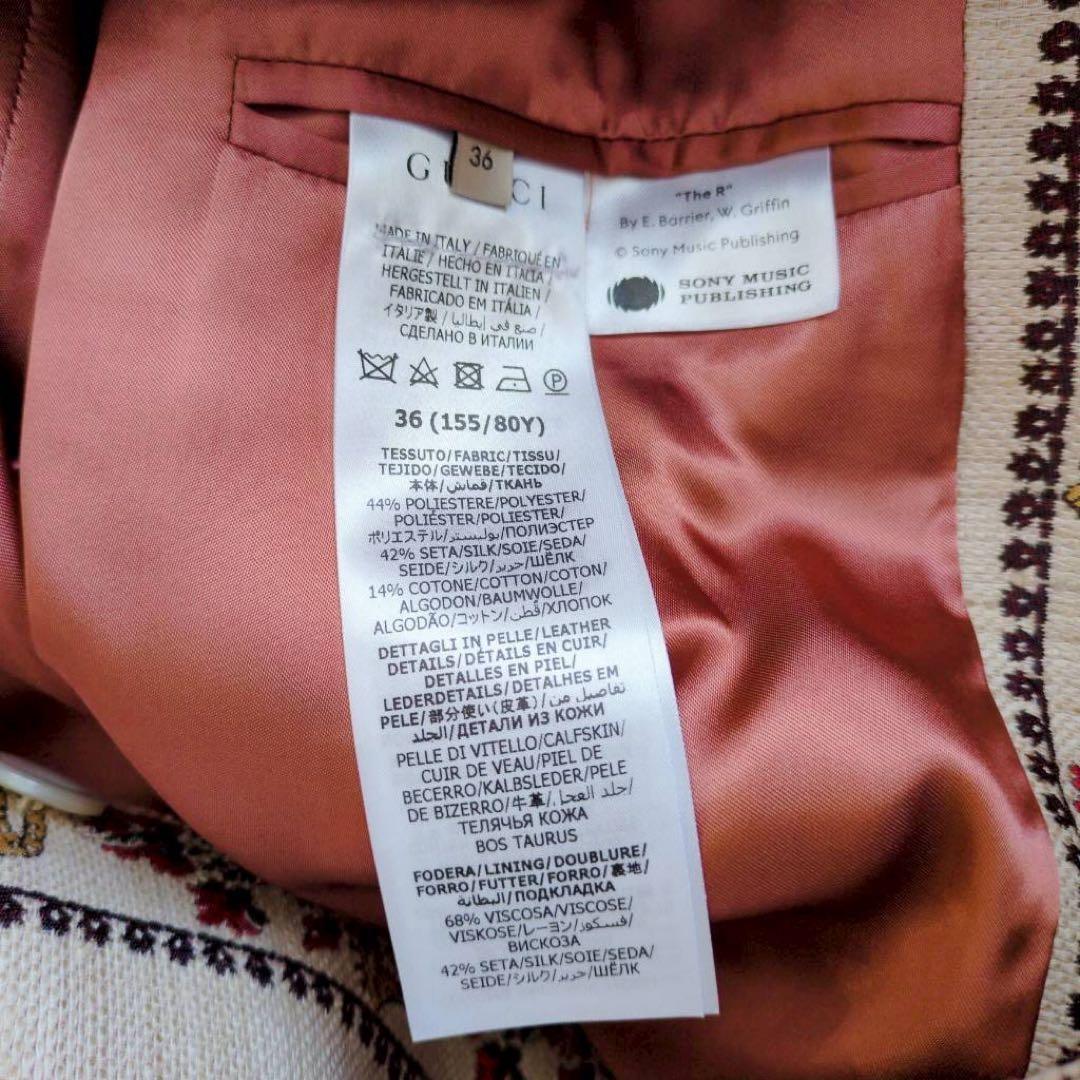 36
"The R"
By E. Barrier, W. Griffin
© Sony Music Publishing
SONY MUSIC
PUBLISHING
MADE IN ITALY / FABRIQUÉ EN
ITALIE / HECHO EN ITALIA /
HERGESTELLT IN ITALIEN /
FABRICADO EM ITÁLIA /
イタリア製 / صنع في ايطاليا /
СДЕЛАНО В ИТАЛИИ
P
36 (155/80Y)
TESSUTO/FABRIC/TISSU/
TEJIDO/GEWEBE/TECIDO/
本体/قماش/ТКАНЬ
44% POLIESTERE/POLYESTER/
POLIÉSTER/POLIESTER/
ポリエステル/بوليستر/ПОЛИЭСТЕР
42% SETA/SILK/SOIE/SEDA/
SEIDE/シルク/حرير/ШЁЛК
14% COTONE/COTTON/COTON/
ALGODON/BAUMWOLLE/
ALGODÃO/コットン/قطن/ХЛОПОК
DETTAGLI IN PELLE/LEATHER
DETAILS/DÉTAILS EN CUIR/
DETALLES EN PIEL/
LEDERDETAILS/DETALHES EM
PELE/部分使い(皮革)/تفاصيل من
الجلد/ДЕТАЛИ ИЗ КОЖИ
PELLE DI VITELLO/CALFSKIN/
CUIR DE VEAU/PIEL DE
BECERRO/KALBSLEDER/PELE
DE BIZERRO/牛革/جلد العجل/
ТЕЛЯЧЬЯ КОЖА
BOS TAURUS
FODERA/LINING/DOUBLURE/
FORRO/FUTTER/FORRO/裏地/
البطانة/ПОДКЛАДКА
68% VISCOSA/VISCOSE/
VISKOSE/レーヨン/فسكوز/
ВИСКОЗА
42% SETA/SILK/SOIE/SEDA/
SEIDE/シルク/حرير/ШЁЛК